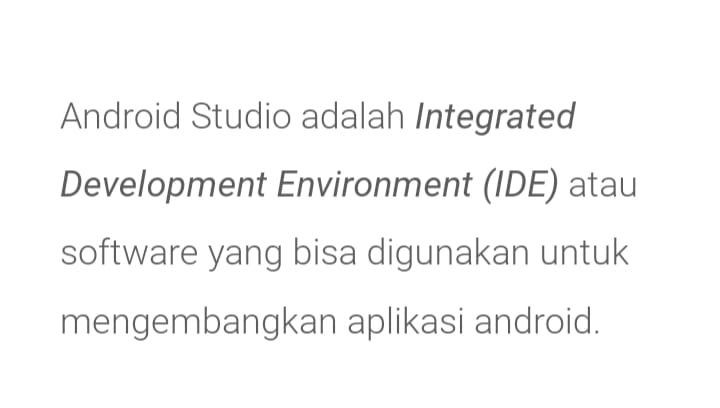 Android Studio adalah Integrated
Development Environment (IDE) atau
software yang bisa digunakan untuk
mengembangkan aplikasi android.